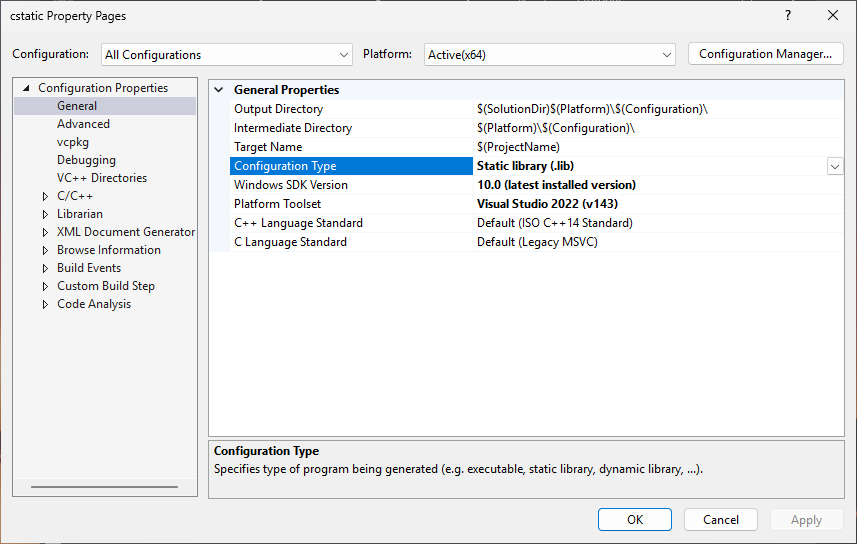 cstatic Property Pages
?
Configuration: All Configurations Platform: Active(x64) Configuration Manager...
Configuration Properties
General
Advanced
vcpkg
Debugging
VC++ Directories
C/C++
Librarian
XML Document Generator
Browse Information
Build Events
Custom Build Step
Code Analysis
General Properties
Output Directory $(SolutionDir)$(Platform)\$(Configuration)\
Intermediate Directory $(Platform)\$(Configuration)\
Target Name $(ProjectName)
Configuration Type Static library (.lib)
Windows SDK Version 10.0 (latest installed version)
Platform Toolset Visual Studio 2022 (v143)
C++ Language Standard Default (ISO C++14 Standard)
C Language Standard Default (Legacy MSVC)
Configuration Type
Specifies type of program being generated (e.g. executable, static library, dynamic library, ...).
OK Cancel Apply